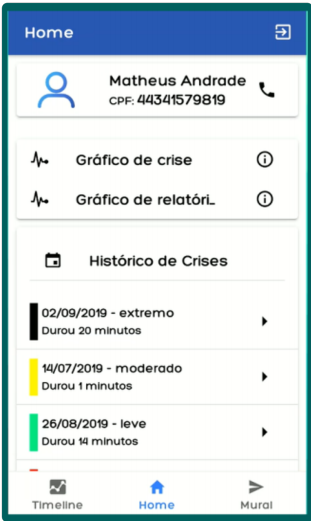 Home
Matheus Andrade
CPF: 44341579819
Gráfico de crise
Gráfico de relatóri...
Histórico de Crises
02/09/2019 - extremo
Durou 20 minutos
14/07/2019 - moderado
Durou 1 minutos
26/08/2019 - leve
Durou 14 minutos
Timeline
Home
Mural